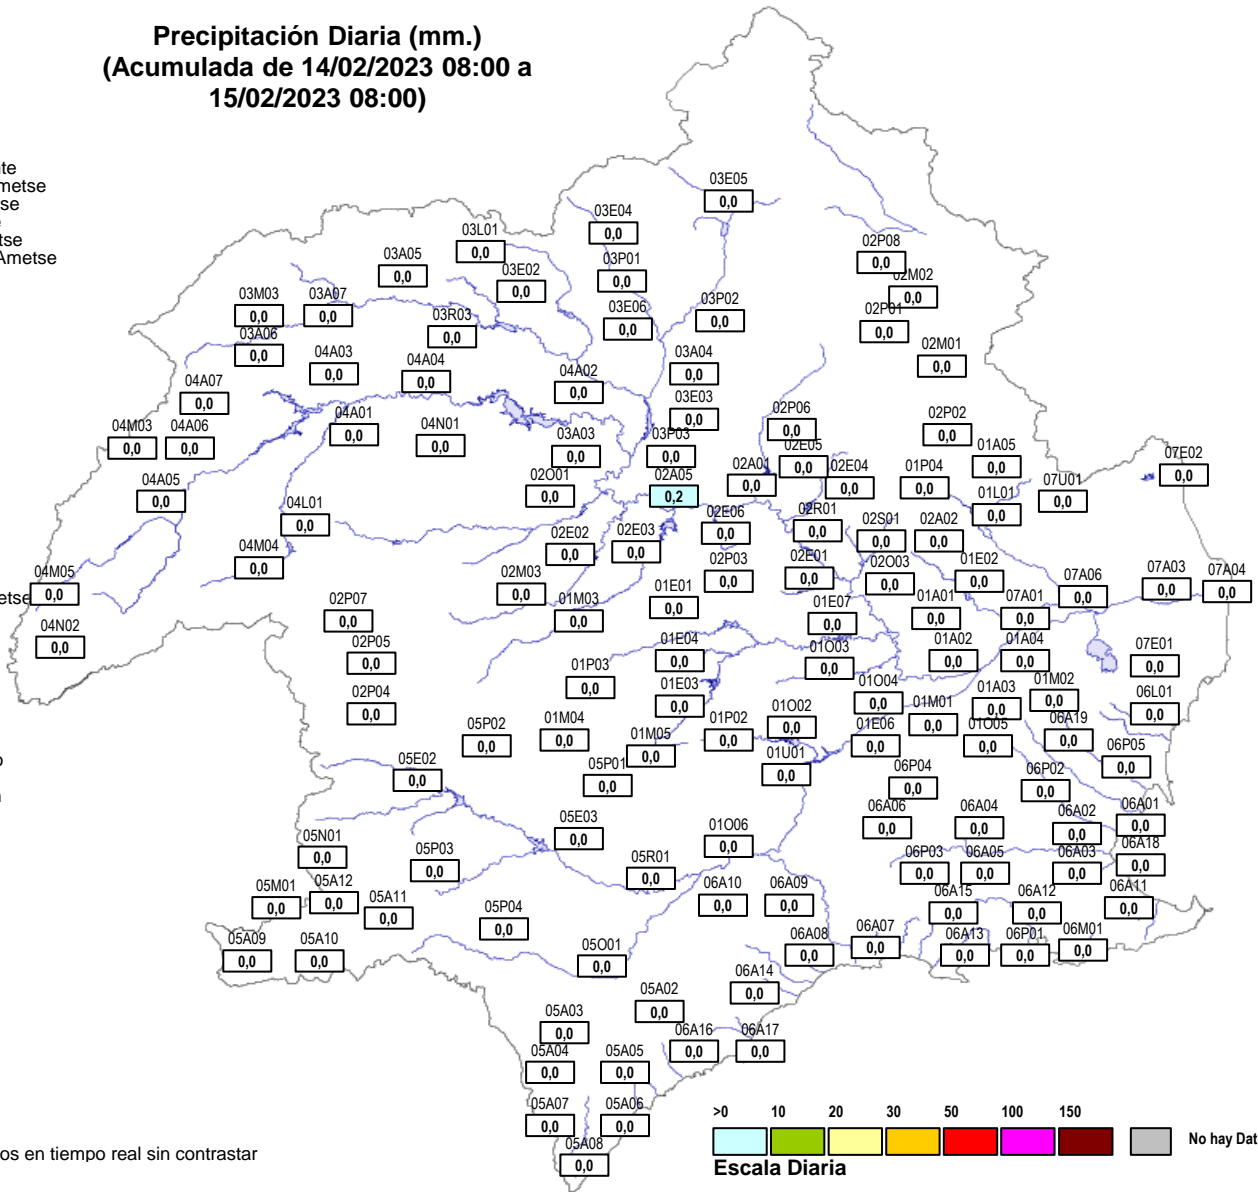 Precipitación Diaria (mm.)
(Acumulada de 14/02/2023 08:00 a
15/02/2023 08:00)
03E05
0,0
03E04
0,0
03L01
0,0
03A05
0,0
03E02
0,0
03P01
0,0
02P08
0,0
02M02
0,0
03M03
0,0
03A07
0,0
03R03
0,0
03E06
0,0
03P02
0,0
02P01
0,0
03A06
0,0
04A03
0,0
04A04
0,0
04A02
0,0
03A04
0,0
02M01
0,0
04A07
0,0
03E03
0,0
04M03
0,0
04A06
0,0
04A01
0,0
04N01
0,0
03A03
0,0
03P03
0,0
02P06
0,0
02P02
0,0
02E05
0,0
01A05
0,0
07E02
0,0
04A05
0,0
02O01
0,0
02A05
0,2
02A01
0,0
02E04
0,0
01P04
0,0
07U01
0,0
01L01
0,0
04L01
0,0
02E06
0,0
02R01
0,0
02S01
0,0
02A02
0,0
04M04
0,0
02E02
0,0
02E03
0,0
02P03
0,0
02E01
0,0
02O03
0,0
01E02
0,0
04M05
0,0
02M03
0,0
07A06
0,0
07A03
0,0
07A04
0,0
02P07
0,0
01M03
0,0
01E01
0,0
01E07
0,0
01A01
0,0
07A01
0,0
04N02
0,0
02P05
0,0
01E04
0,0
01O03
0,0
01A02
0,0
01A04
0,0
07E01
0,0
01P03
0,0
01E03
0,0
01O04
0,0
01A03
0,0
01M02
0,0
06L01
0,0
02P04
0,0
05P02
0,0
01M04
0,0
01M05
0,0
01P02
0,0
01O02
0,0
01E06
0,0
01M01
0,0
01O05
0,0
06A19
0,0
06P05
0,0
05E02
0,0
05P01
0,0
01U01
0,0
06P04
0,0
06P02
0,0
05E03
0,0
01O06
0,0
06A06
0,0
06A04
0,0
06A02
0,0
06A01
0,0
05N01
0,0
05P03
0,0
05R01
0,0
06P03
0,0
06A05
0,0
06A03
0,0
06A18
0,0
05M01
0,0
05A12
0,0
05A11
0,0
06A10
0,0
06A09
0,0
06A15
0,0
06A12
0,0
06A11
0,0
05P04
0,0
05A09
0,0
05A10
0,0
05O01
0,0
06A08
0,0
06A07
0,0
06A13
0,0
06P01
0,0
06M01
0,0
06A14
0,0
05A02
0,0
05A03
0,0
06A16
0,0
06A17
0,0
05A04
0,0
05A05
0,0
05A07
0,0
05A06
0,0
05A08
0,0
>0 10 20 30 50 100 150
No hay Dat
Escala Diaria
os en tiempo real sin contrastar